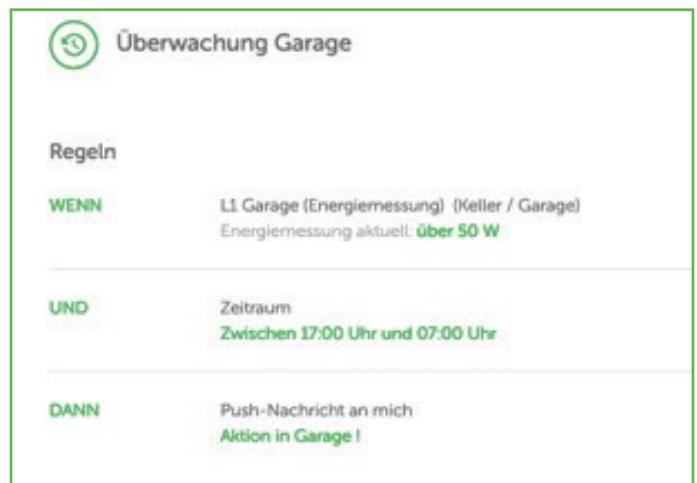 Überwachung Garage
Regeln
WENN
L1 Garage (Energiemessung) (Keller / Garage)
Energiemessung aktuell: über 50 W
UND
Zeitraum
Zwischen 17:00 Uhr und 07:00 Uhr
DANN
Push-Nachricht an mich
Aktion in Garage !